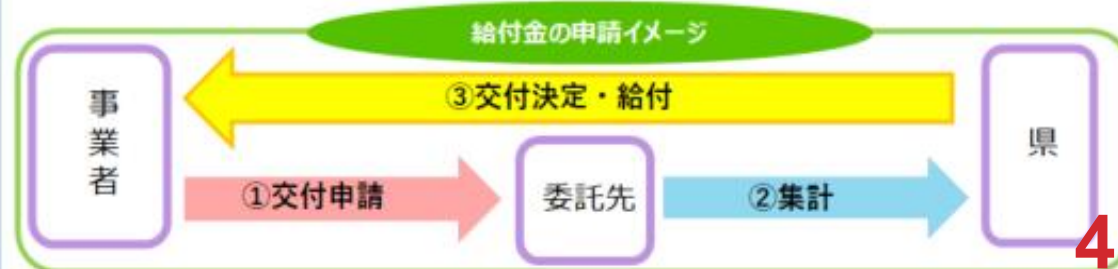 給付金の申請イメージ
③交付決定・給付
事業者
県
①交付申請
委託先
②集計
4